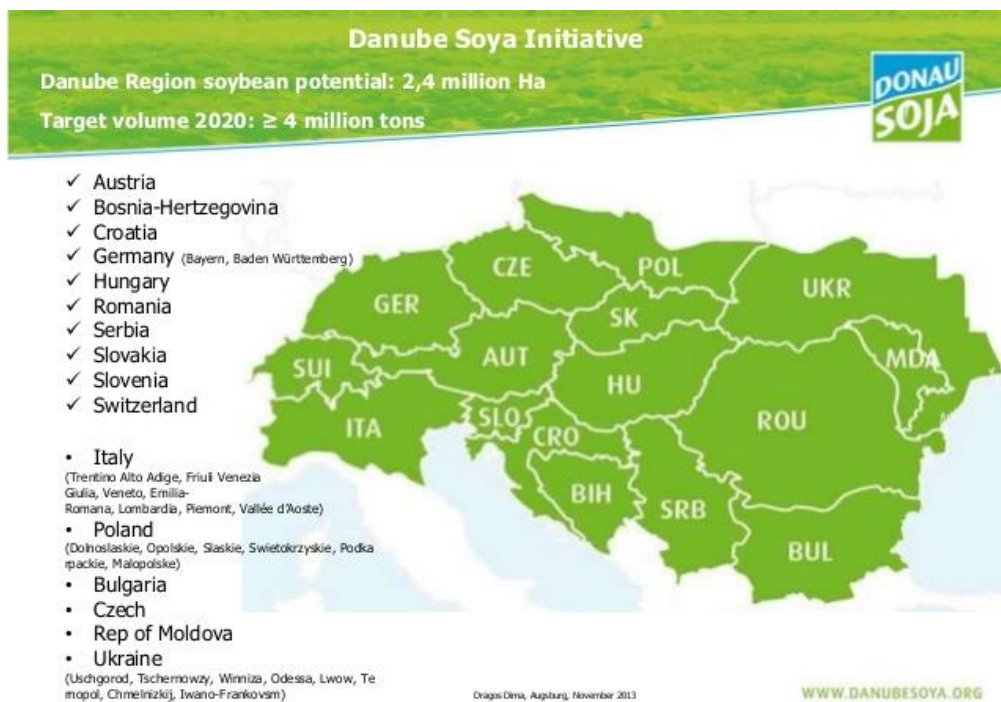 Danube Soya Initiative
Danube Region soybean potential: 2,4 million Ha
Target volume 2020: ≥ 4 million tons
DONAU
SOJA
✓ Austria
✓ Bosnia-Hertzegovina
✓ Croatia
✓ Germany (Bayern, Baden Württemberg)
✓ Hungary
✓ Romania
✓ Serbia
✓ Slovakia
✓ Slovenia
✓ Switzerland
• Italy
(Trentino Alto Adige, Friuli Venezia
Giulia, Veneto, Emilia-
Romana, Lombardia, Piemont, Vallée d'Aoste)
• Poland
(Dolnoslaskie, Opolskie, Slaskie, Swietokrzyskie, Podka
rpackie, Malopolske)
• Bulgaria
• Czech
• Rep of Moldova
• Ukraine
(Uschgorod, Tschernowzy, Winniza, Odessa, Lwow, Te
rnopol, Chmelnizkij, Iwano-Frankovsm)
CZE
POL
UKR
GER
SK
MDA
SUI
AUT
HU
ITA
SLO
CRO
ROU
BIH
SRB
BUL
Dragos Dima, Augsburg, November 2013
WWW.DANUBESOYA.ORG